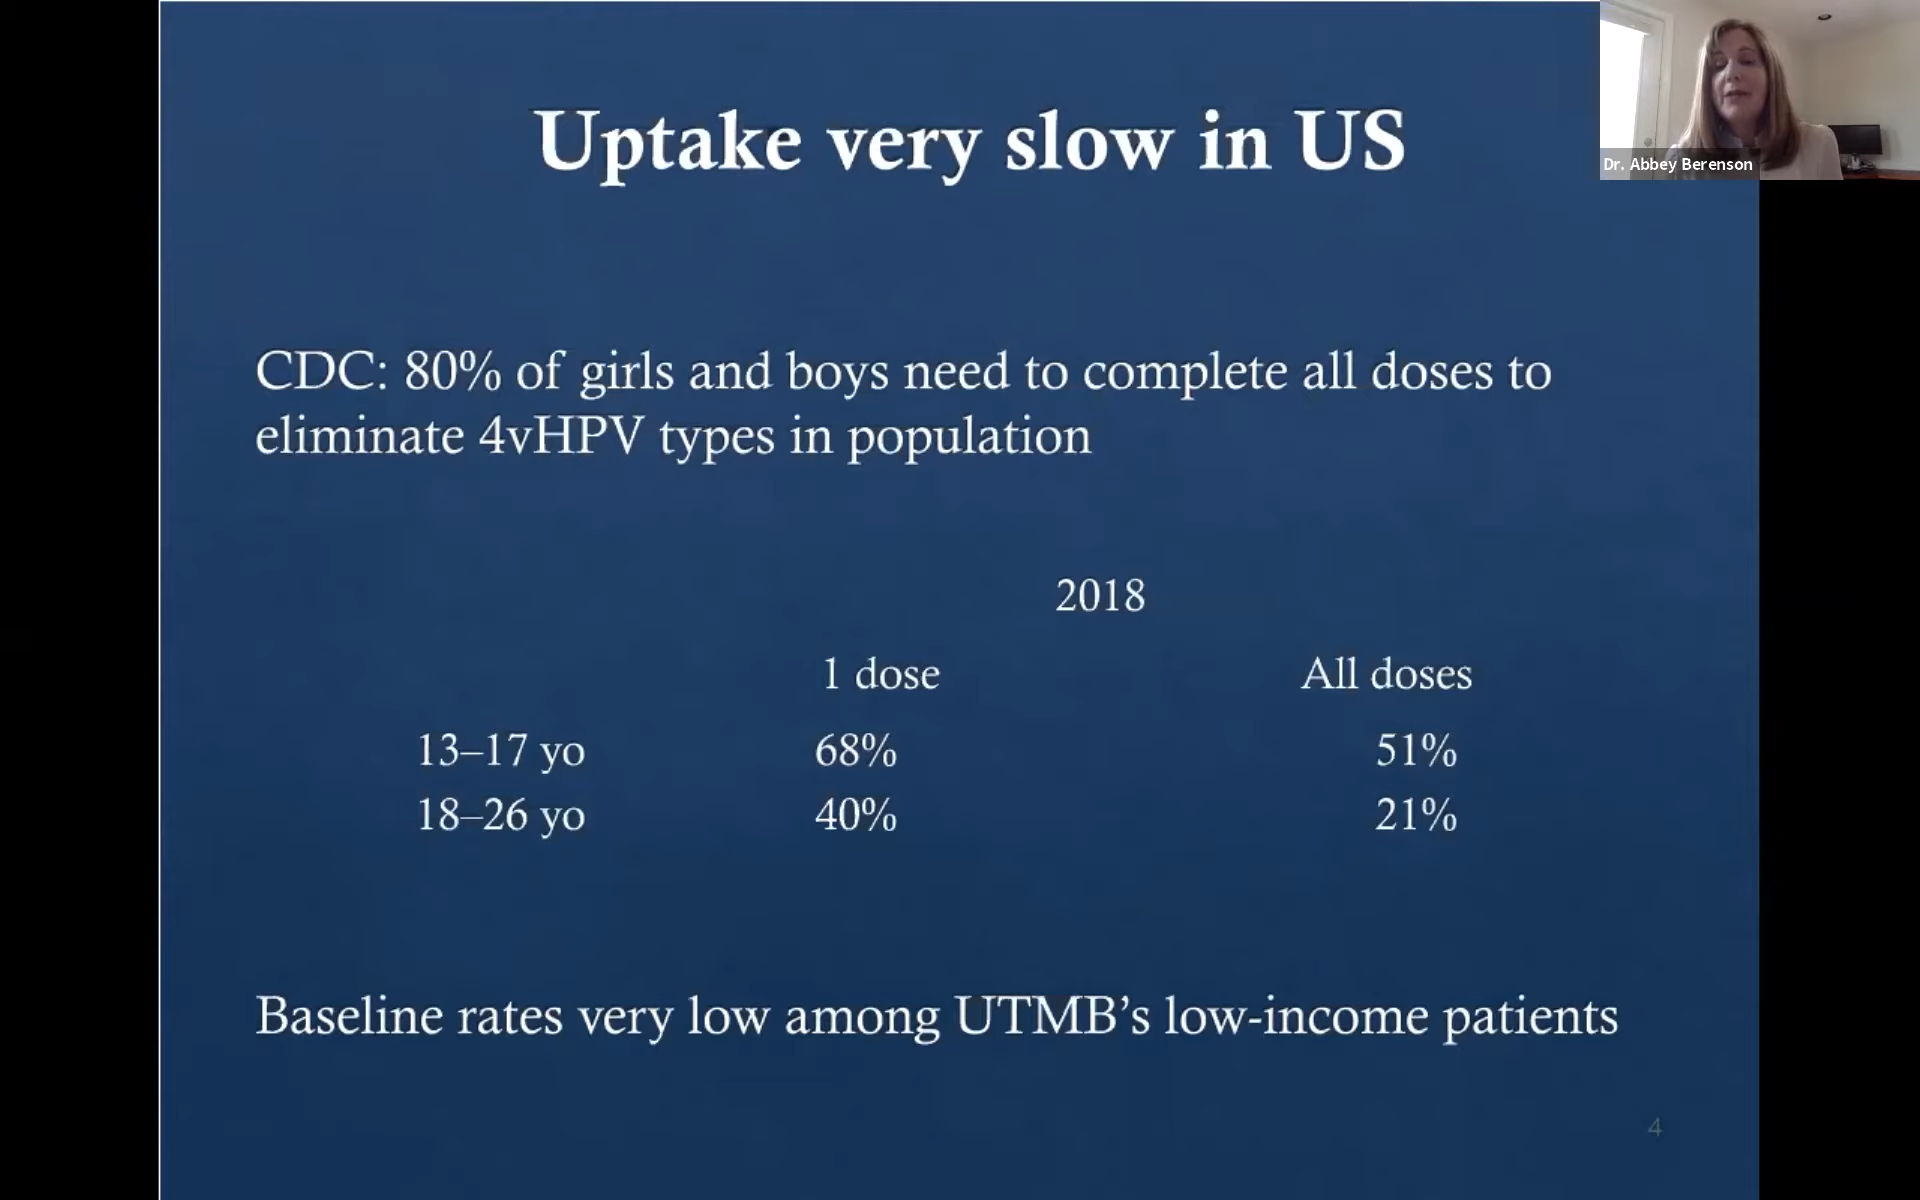 Uptake very slow in US
Dr. Abbey Berenson
CDC: 80% of girls and boys need to complete all doses to
eliminate 4vHPV types in population
2018
1 dose All doses
13–17 yo 68% 51%
18–26 yo 40% 21%
Baseline rates very low among UTMB’s low-income patients
4